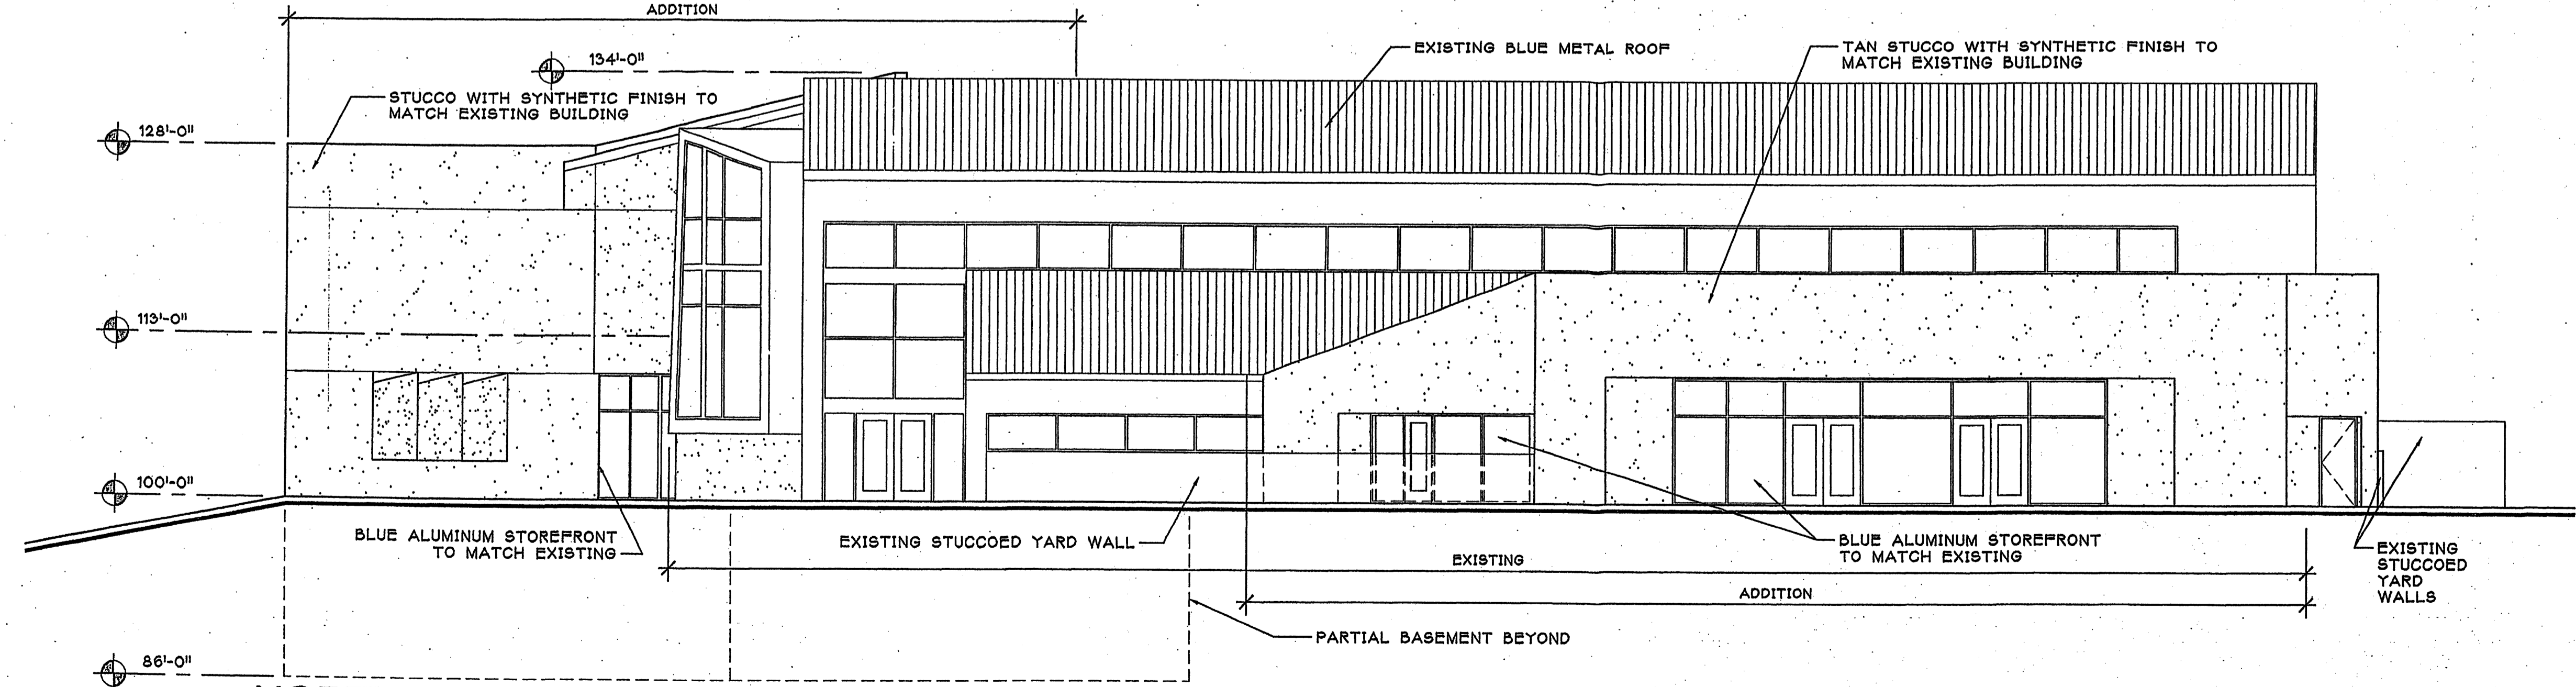 ADDITION
134'-0"
EXISTING BLUE METAL ROOF
TAN STUCCO WITH SYNTHETIC FINISH TO
MATCH EXISTING BUILDING
STUCCO WITH SYNTHETIC FINISH TO
MATCH EXISTING BUILDING
128'-0"
113'-0"
100'-0"
BLUE ALUMINUM STOREFRONT
TO MATCH EXISTING
EXISTING STUCCOED YARD WALL
BLUE ALUMINUM STOREFRONT
TO MATCH EXISTING
EXISTING
STUCCOED
YARD
WALLS
EXISTING
ADDITION
PARTIAL BASEMENT BEYOND
86'-0"